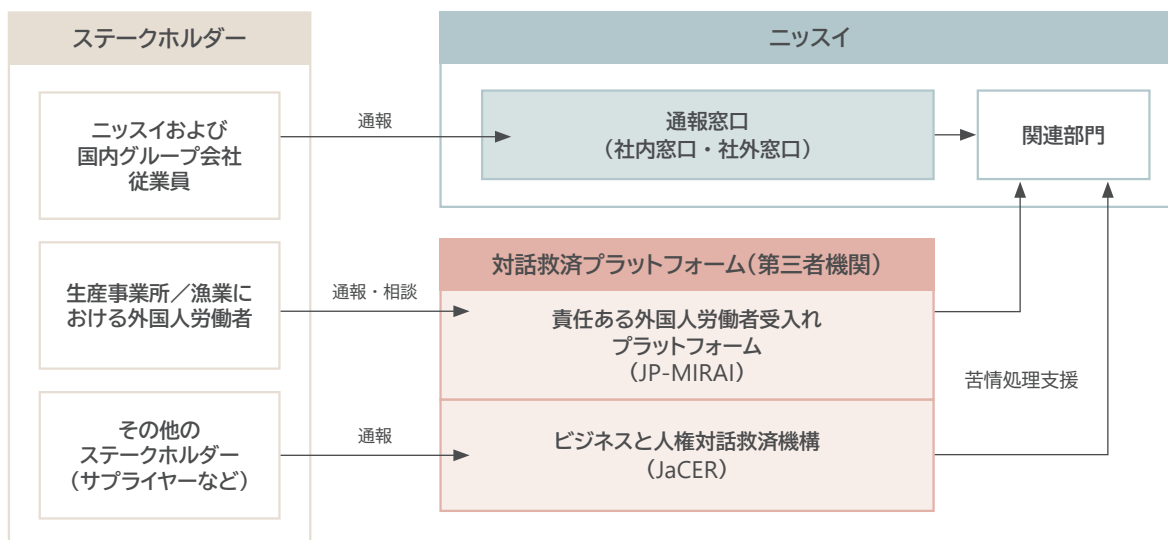 ステークホルダー
ニッスイ
ニッスイおよび
国内グループ会社
従業員
通報
通報窓口
（社内窓口・社外窓口）
関連部門
対話救済プラットフォーム（第三者機関）
生産事業所／漁業に
おける外国人労働者
通報・相談
責任ある外国人労働者受入れ
プラットフォーム
（JP-MIRAI）
苦情処理支援
その他の
ステークホルダー
（サプライヤーなど）
通報
ビジネスと人権対話救済機構
（JaCER）